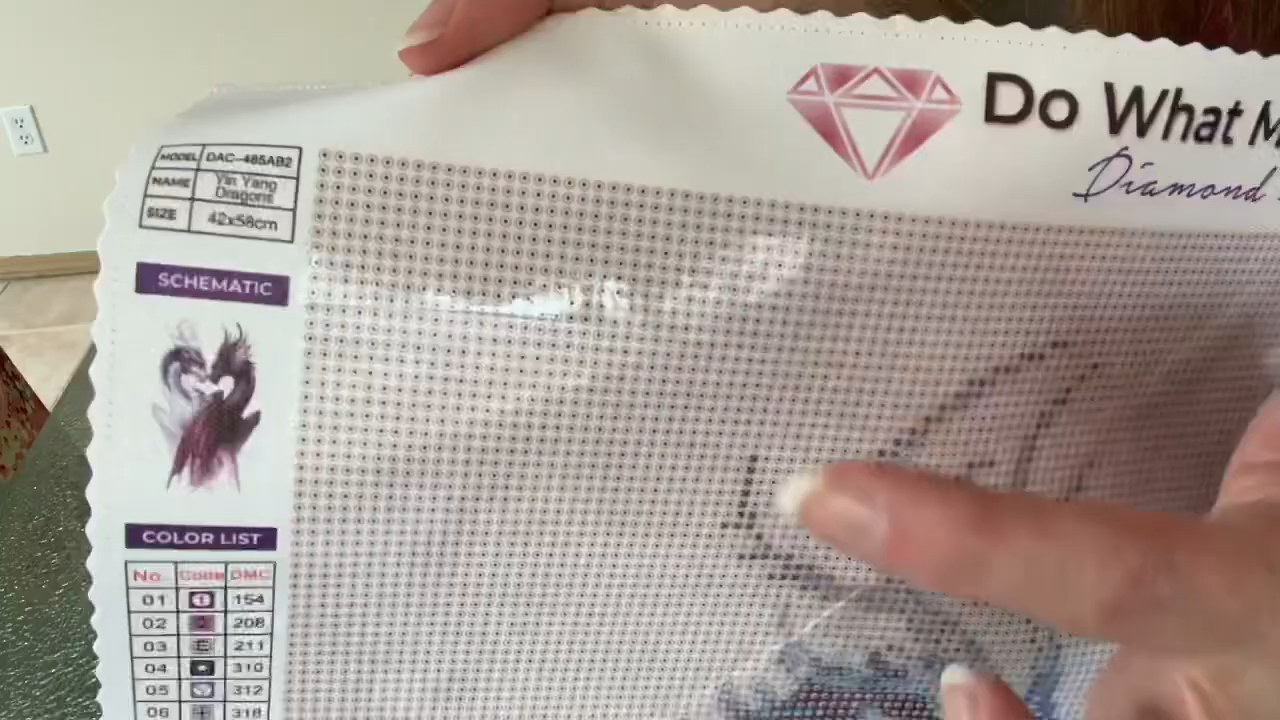 Do What M
Diamond
MODEL DAC-485AB2
NAME Yin Yang
Dragons
SIZE 42x58cm
SCHEMATIC
COLOR LIST
No. Code DMC
01 154
02 208
03 211
04 310
05 312
06 318